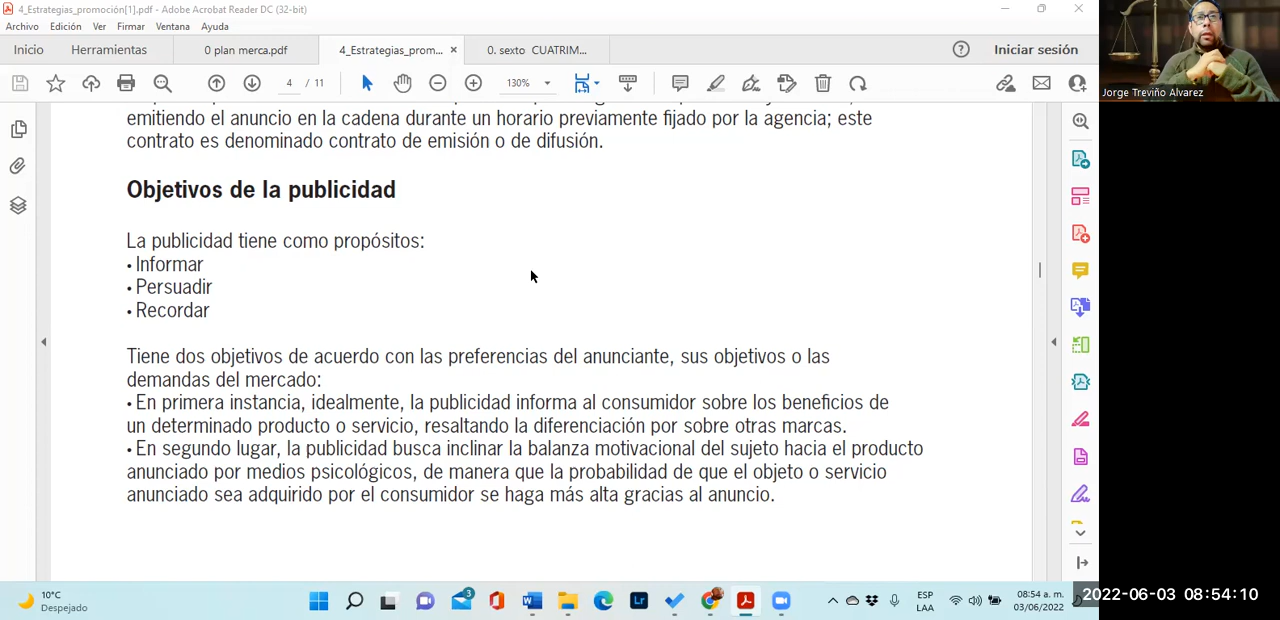 4_Estrategias_promoción[1].pdf - Adobe Acrobat Reader DC (32-bit)
Archivo Edición Ver Firmar Ventana Ayuda
Inicio Herramientas 0 plan merca.pdf 4_Estrategias_prom... × 0. sexto CUATRIM... Iniciar sesión
4 / 11 130%
Jorge Treviño Alvarez
emitiendo el anuncio en la cadena durante un horario previamente fijado por la agencia; este
contrato es denominado contrato de emisión o de difusión.
Objetivos de la publicidad
La publicidad tiene como propósitos:
• Informar
• Persuadir
• Recordar
Tiene dos objetivos de acuerdo con las preferencias del anunciante, sus objetivos o las
demandas del mercado:
• En primera instancia, idealmente, la publicidad informa al consumidor sobre los beneficios de
un determinado producto o servicio, resaltando la diferenciación por sobre otras marcas.
• En segundo lugar, la publicidad busca inclinar la balanza motivacional del sujeto hacia el producto
anunciado por medios psicológicos, de manera que la probabilidad de que el objeto o servicio
anunciado sea adquirido por el consumidor se haga más alta gracias al anuncio.
10°C
Despejado
3
Lr
ESP
LAA
08:54 a. m.
03/06/2022
2022-06-03 08:54:10